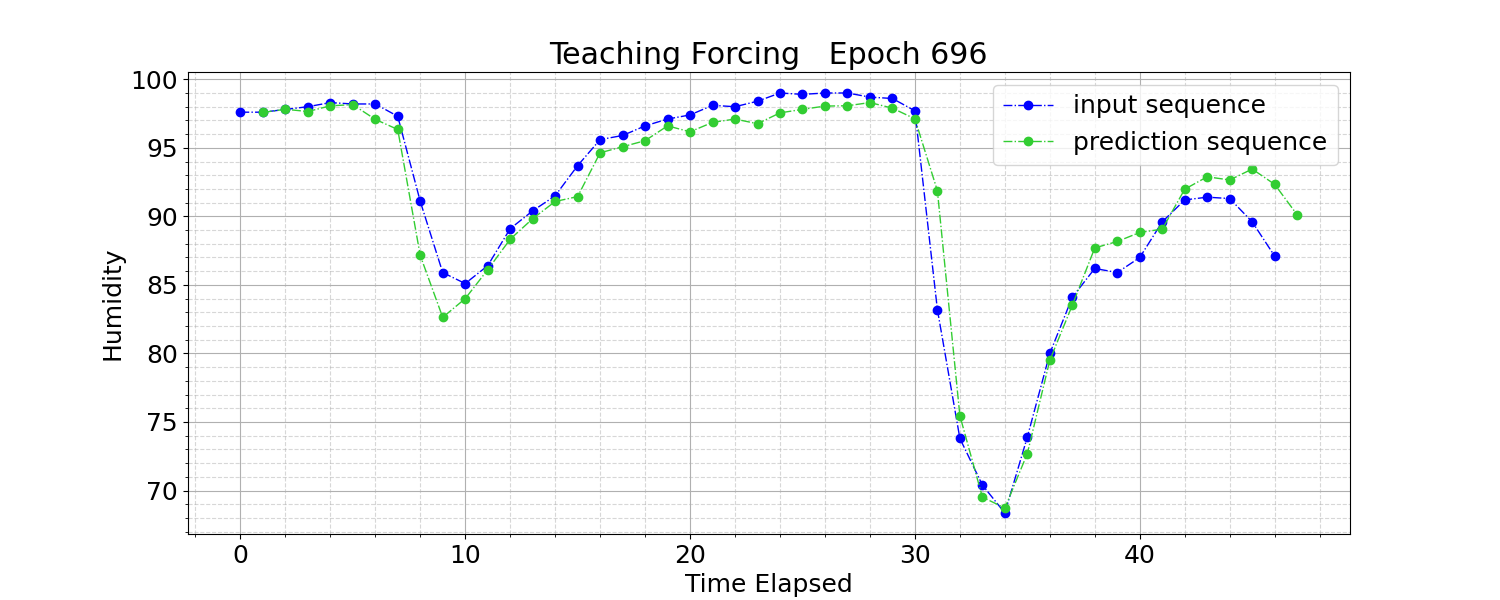 Teaching Forcing   Epoch 696
100
95
90
85
80
75
70
Humidity
input sequence
prediction sequence
0 10 20 30 40
Time Elapsed